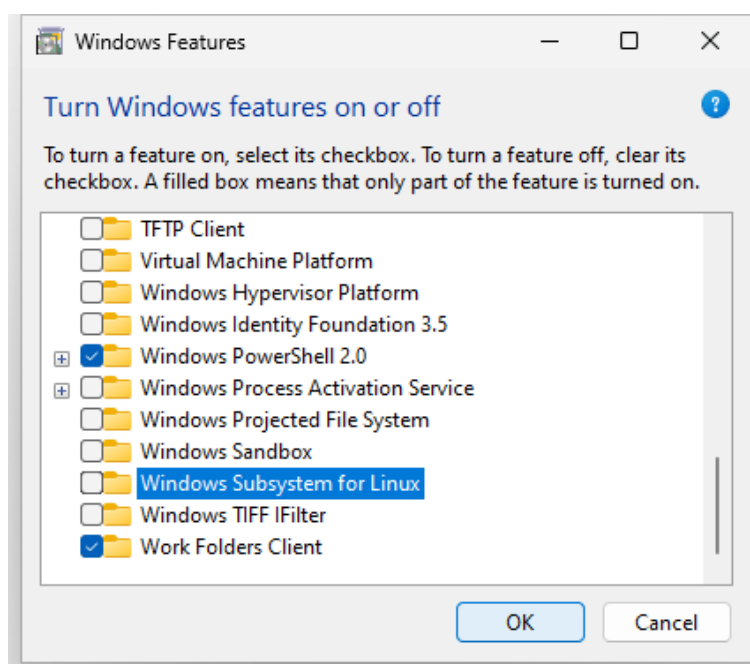 Windows Features
Turn Windows features on or off
?
To turn a feature on, select its checkbox. To turn a feature off, clear its
checkbox. A filled box means that only part of the feature is turned on.
TFTP Client
Virtual Machine Platform
Windows Hypervisor Platform
Windows Identity Foundation 3.5
Windows PowerShell 2.0
Windows Process Activation Service
Windows Projected File System
Windows Sandbox
Windows Subsystem for Linux
Windows TIFF IFilter
Work Folders Client
OK
Cancel